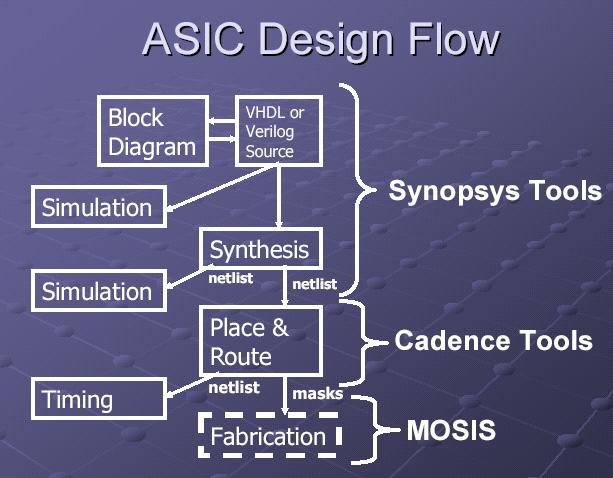 ASIC Design Flow
Block
Diagram
VHDL or
Verilog
Source
Synopsys Tools
Simulation
Synthesis
netlist
netlist
Simulation
Place &
Route
Cadence Tools
netlist
masks
Timing
Fabrication
MOSIS